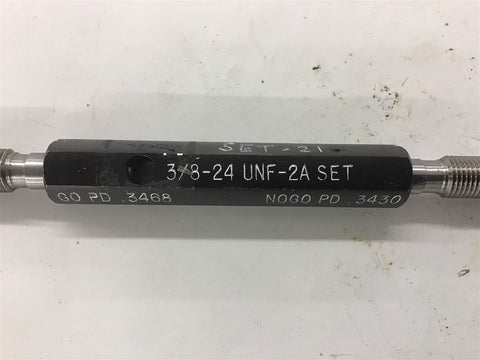 SET-21
3/8-24 UNF-2A SET
GO PD .3468 NOGO PD .3430